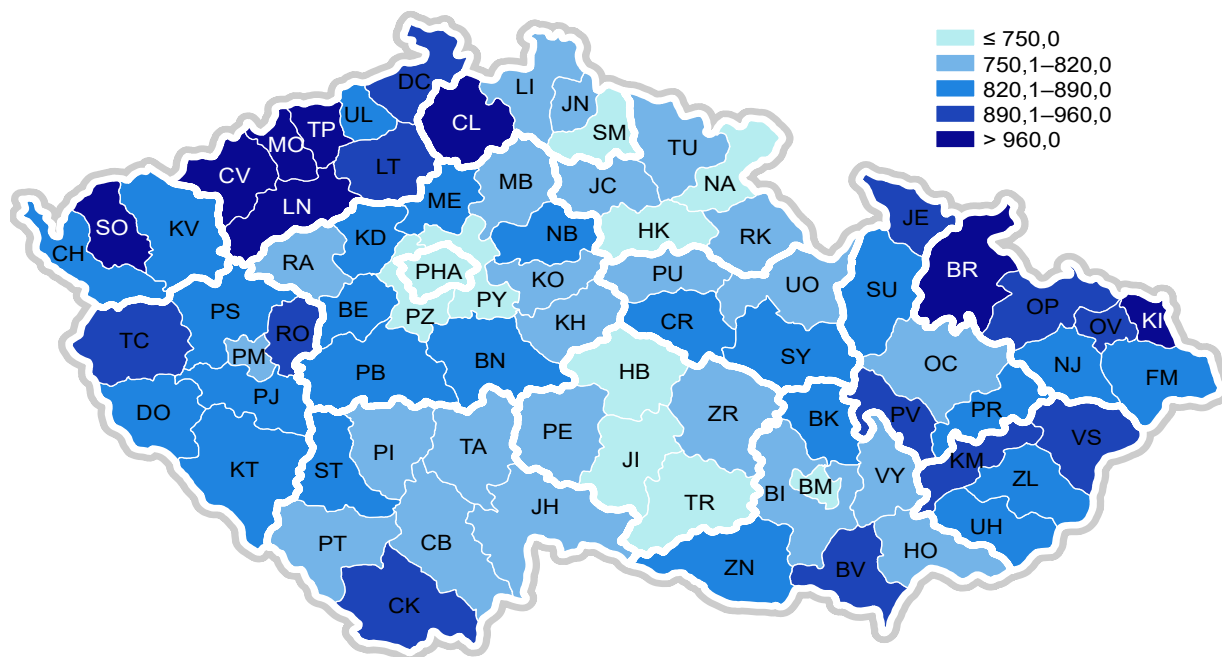 ≤ 750,0
750,1–820,0
820,1–890,0
890,1–960,0
> 960,0
DC
LI
JN
UL
TP
CL
SM
MO
TU
CV
LT
MB
JC
NA
LN
ME
SO
KV
KD
NB
HK
RK
JE
CH
RA
PHA
KO
PU
BR
PY
UO
SU
PS
BE
PZ
KH
CR
OP
OV
KI
TC
RO
PM
SY
OC
NJ
PB
BN
HB
FM
PJ
DO
ZR
BK
PV
PR
VS
PI
TA
PE
KT
ST
JI
KM
VY
ZL
BM
BI
TR
JH
UH
PT
CB
HO
ZN
BV
CK